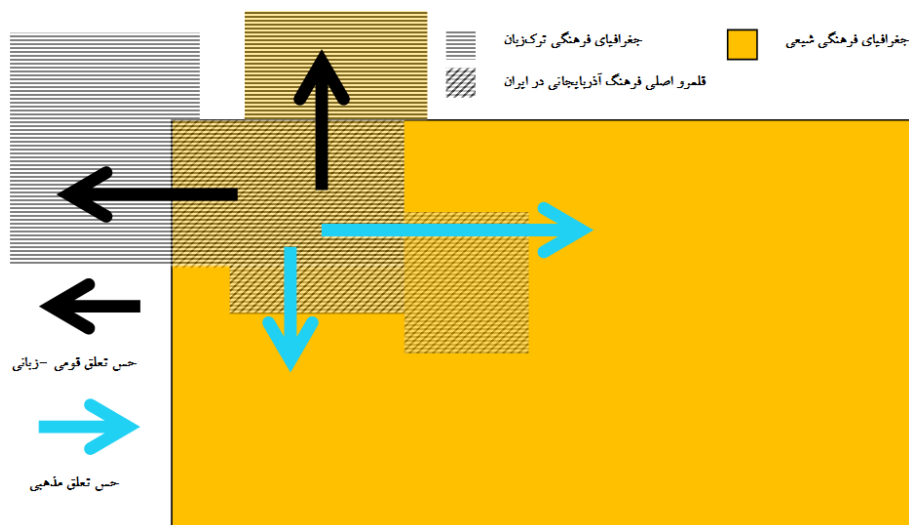 جغرافیای فرهنگی شیعی
جغرافیای فرهنگی ترک‌زبان
قلمرو اصلی فرهنگ آذربایجانی در ایران
حس تعلق قومی -زبانی
حس تعلق مذهبی